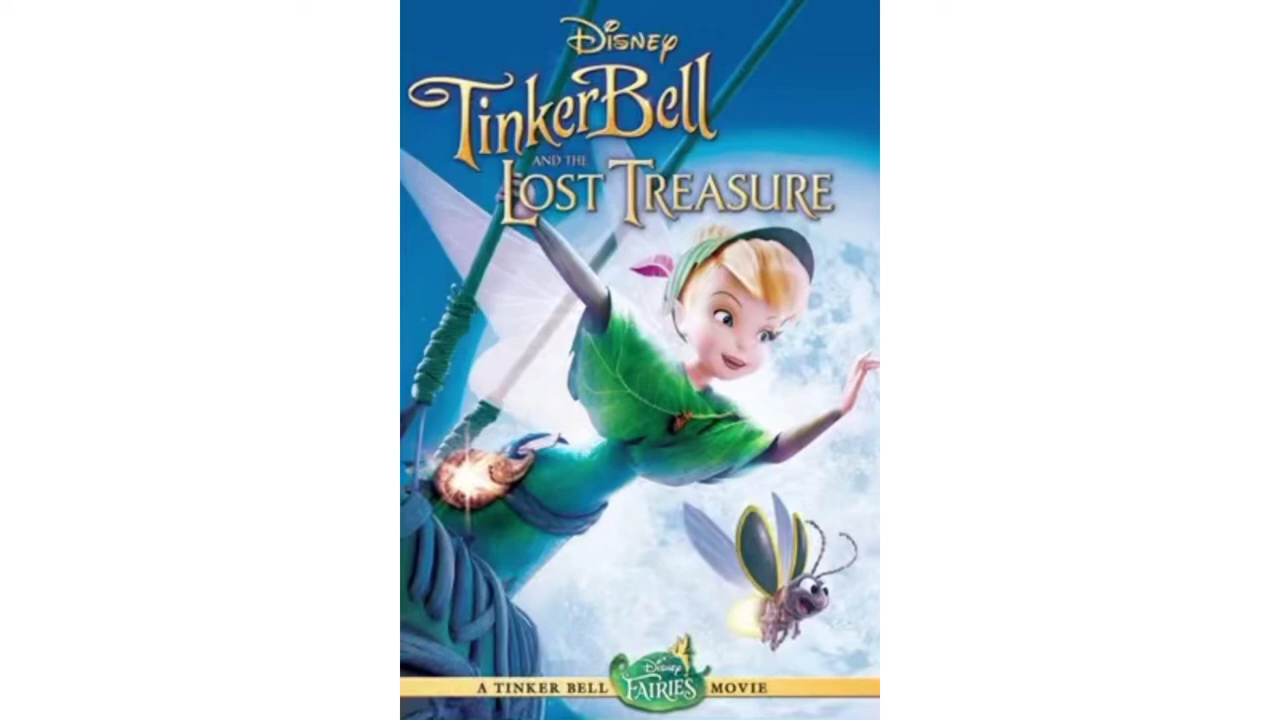 Disney
TinkerBell
AND THE
LOST TREASURE
A TINKER BELL
Disney
FAIRIES
MOVIE